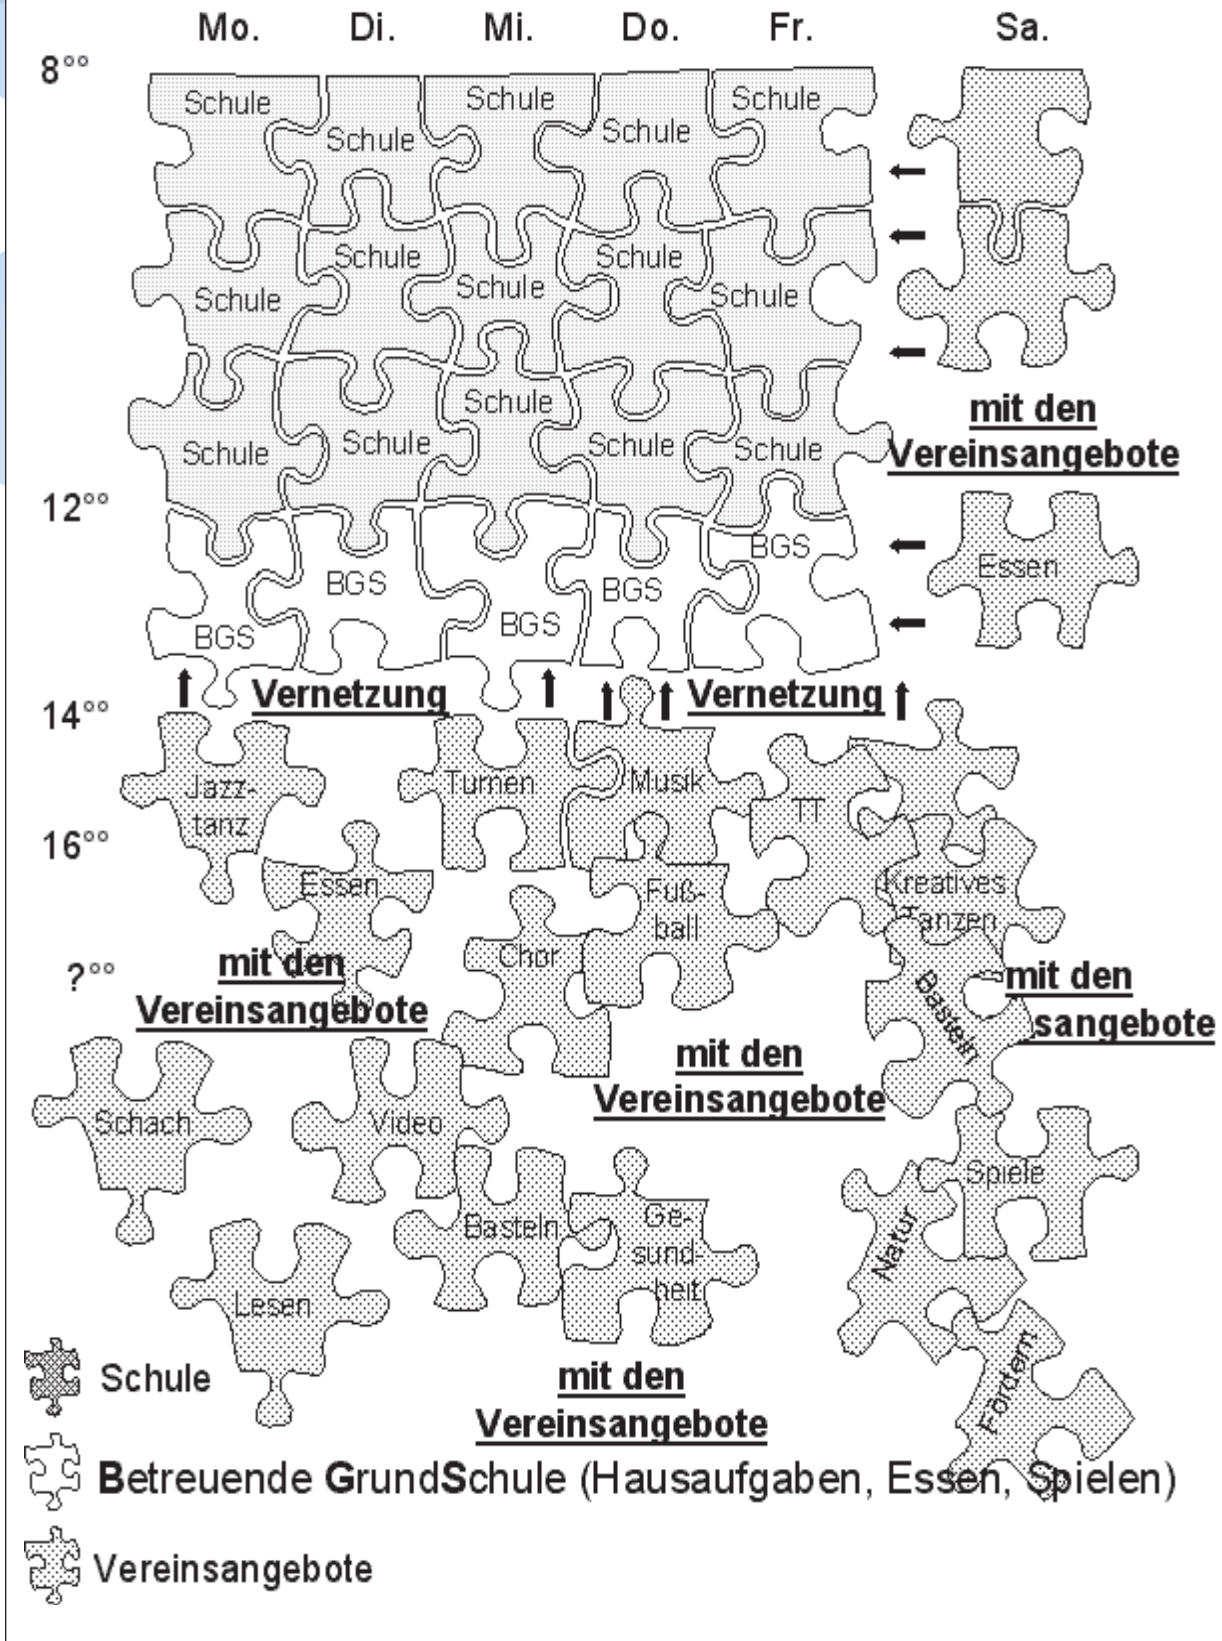 Mo. Di. Mi. Do. Fr. Sa.
8°°
Schule Schule Schule
Schule Schule
Schule Schule
Schule Schule Schule
Schule
mit den
Schule
Schule Schule Schule Schule
Vereinsangebote
12°°
BGS
Essen
BGS BGS
BGS BGS
Vernetzung Vernetzung
14°°
Jazz-
tanz
Turnen Musik
TT
16°°
Essen
Fuß-
ball
Kreatives
Tanzen
Chor
?°°
mit den
Vereinsangebote
mit den
sangebote
Basteln
mit den
Vereinsangebote
Schach Video
Spiele
Basteln
Ge-
sund-
heit
Natur
Lesen
Fördern
Schule
mit den
Vereinsangebote
Betreuende GrundSchule (Hausaufgaben, Essen, Spielen)
Vereinsangebote